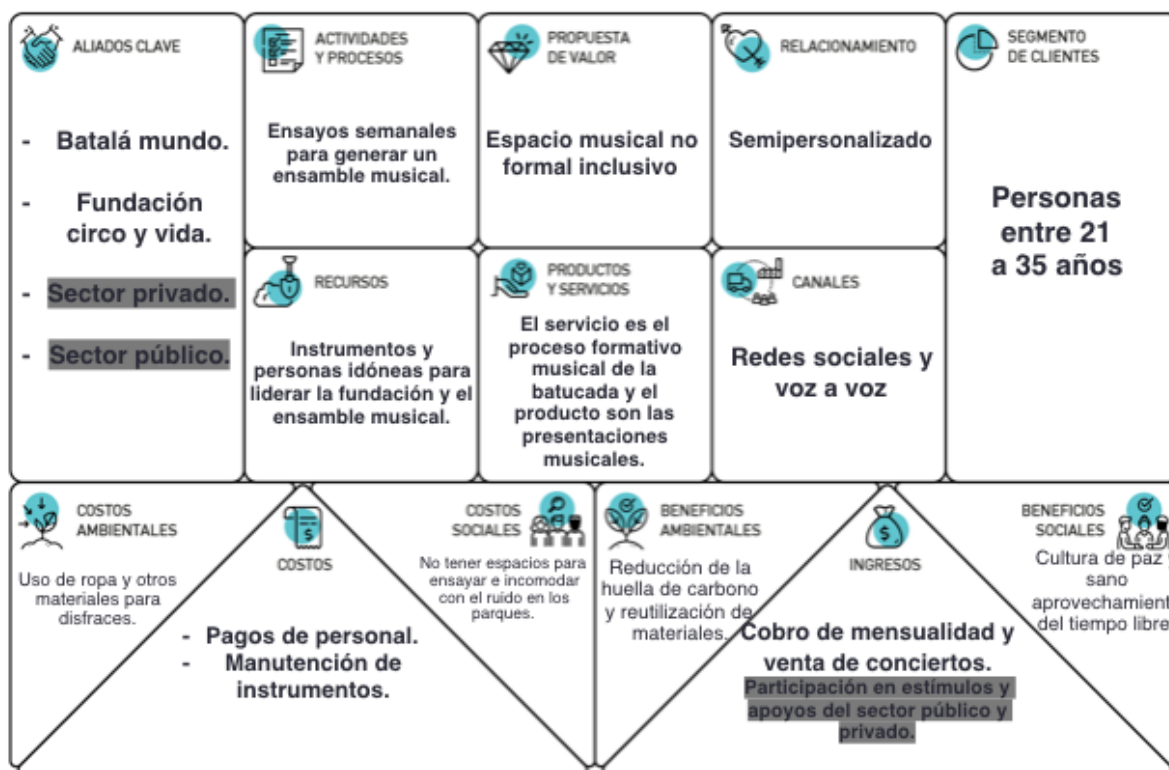 ALIADOS CLAVE
- Batalá mundo.
- Fundación
circo y vida.
- Sector privado.
- Sector público.
ACTIVIDADES
Y PROCESOS
Ensayos semanales
para generar un
ensamble musical.
PROPUESTA
DE VALOR
Espacio musical no
formal inclusivo
RELACIONAMIENTO
Semipersonalizado
SEGMENTO
DE CLIENTES
Personas
entre 21
a 35 años
RECURSOS
Instrumentos y
personas idóneas para
liderar la fundación y el
ensamble musical.
PRODUCTOS
Y SERVICIOS
El servicio es el
proceso formativo
musical de la
batucada y el
producto son las
presentaciones
musicales.
CANALES
Redes sociales y
voz a voz
COSTOS
AMBIENTALES
Uso de ropa y otros
materiales para
disfraces.
COSTOS
- Pagos de personal.
- Manutención de
instrumentos.
COSTOS
SOCIALES
No tener espacios para
ensayar e incomodar
con el ruido en los
parques.
BENEFICIOS
AMBIENTALES
Reducción de la
huella de carbono
y reutilización de
materiales.
INGRESOS
Cobro de mensualidad y
venta de conciertos.
Participación en estímulos y
apoyos del sector público y
privado.
BENEFICIOS
SOCIALES
Cultura de paz y
sano
aprovechamient
del tiempo libre